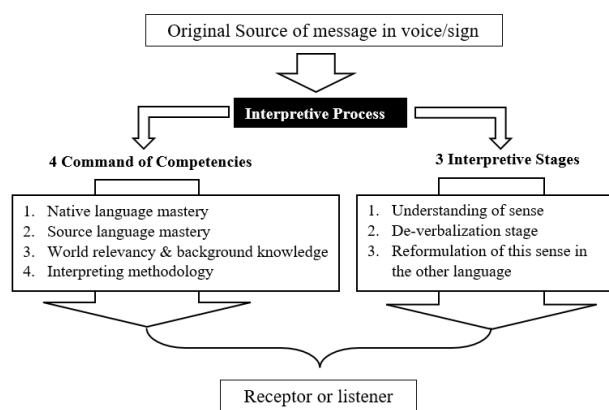 Original Source of message in voice/sign
Interpretive Process
4 Command of Competencies
1. Native language mastery
2. Source language mastery
3. World relevancy & background knowledge
4. Interpreting methodology
3 Interpretive Stages
1. Understanding of sense
2. De-verbalization stage
3. Reformulation of this sense in
the other language
Receptor or listener